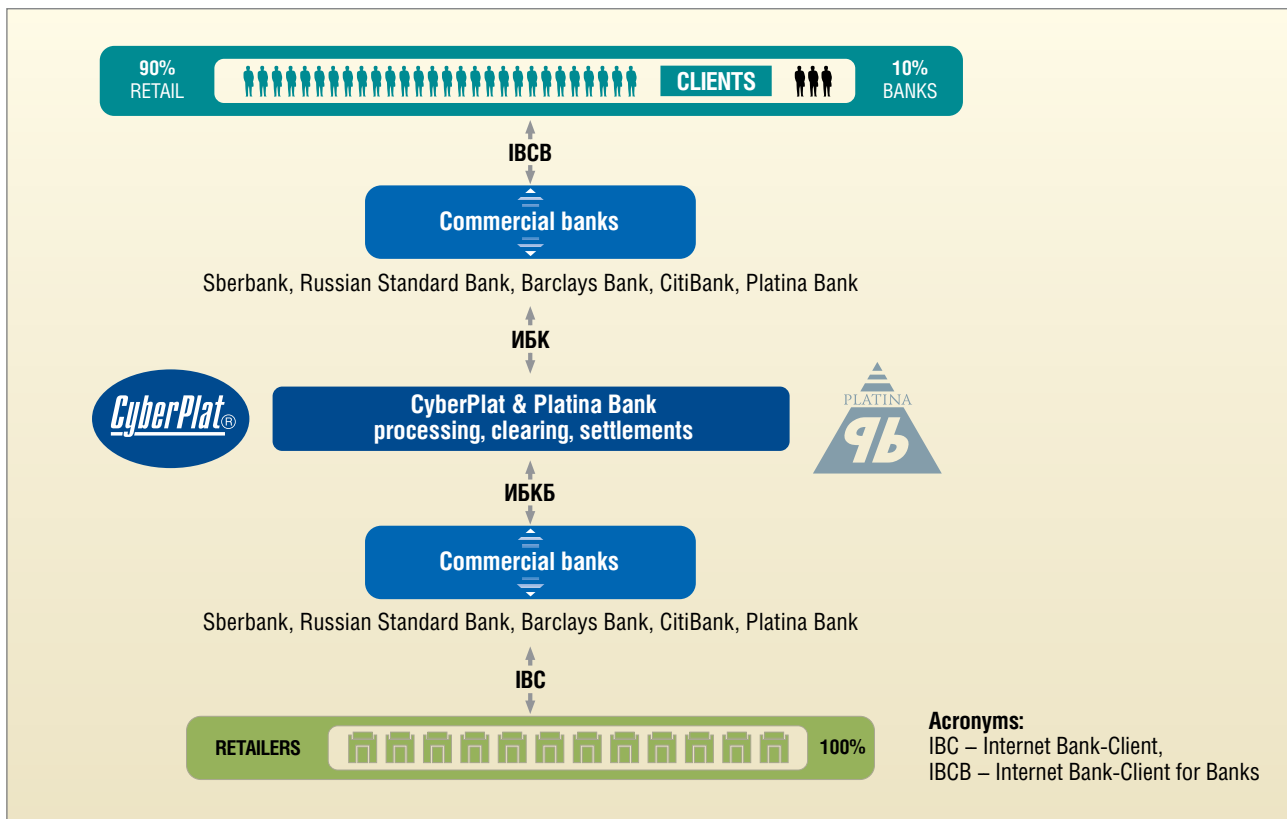 90%
RETAIL
CLIENTS
10%
BANKS
IBCB
Commercial banks
Sberbank, Russian Standard Bank, Barclays Bank, CitiBank, Platina Bank
ИБК
CyberPlat®
CyberPlat & Platina Bank
processing, clearing, settlements
PLATINA
pb
ИБКБ
Commercial banks
Sberbank, Russian Standard Bank, Barclays Bank, CitiBank, Platina Bank
IBC
RETAILERS
100%
Acronyms:
IBC – Internet Bank-Client,
IBCB – Internet Bank-Client for Banks